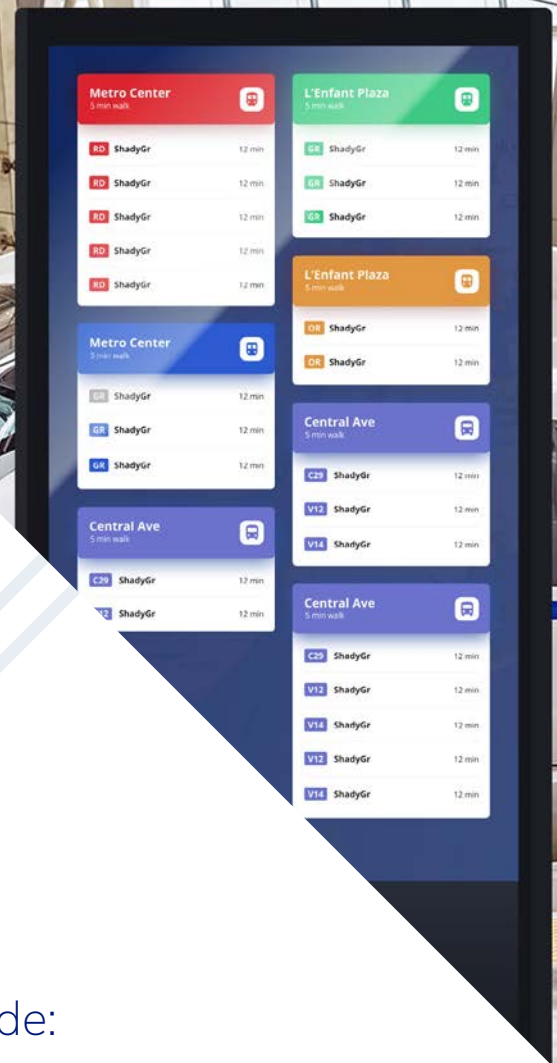 Metro Center
5 min walk
RD ShadyGr 12 min
RD ShadyGr 12 min
RD ShadyGr 12 min
RD ShadyGr 12 min
RD ShadyGr 12 min
Metro Center
5 min walk
GR ShadyGr 12 min
GR ShadyGr 12 min
GR ShadyGr 12 min
Central Ave
5 min walk
C29 ShadyGr 12 min
12 ShadyGr 12 min
L'Enfant Plaza
5 min walk
GR ShadyGr 12 min
GR ShadyGr 12 min
GR ShadyGr 12 min
L'Enfant Plaza
5 min walk
OR ShadyGr 12 min
OR ShadyGr 12 min
Central Ave
5 min walk
C29 ShadyGr 12 min
V12 ShadyGr 12 min
V14 ShadyGr 12 min
Central Ave
5 min walk
C29 ShadyGr 12 min
V12 ShadyGr 12 min
V14 ShadyGr 12 min
V12 ShadyGr 12 min
V14 ShadyGr 12 min
de: